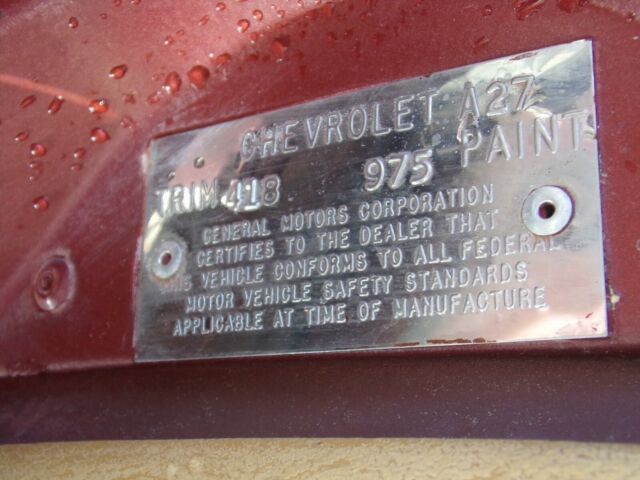 CHEVROLET A27
TRIM 418 975 PAINT
GENERAL MOTORS CORPORATION
CERTIFIES TO THE DEALER THAT
THIS VEHICLE CONFORMS TO ALL FEDERAL
MOTOR VEHICLE SAFETY STANDARDS
APPLICABLE AT TIME OF MANUFACTURE